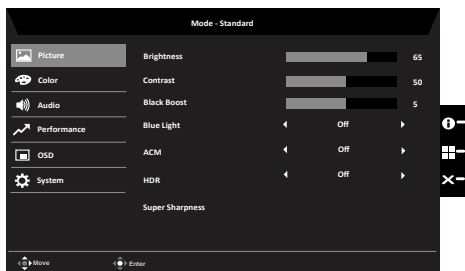 Mode - Standard
Picture
Color
Audio
Performance
OSD
System
Brightness 65
Contrast 50
Black Boost 5
Blue Light Off
ACM Off
HDR Off
Super Sharpness
Move
Enter